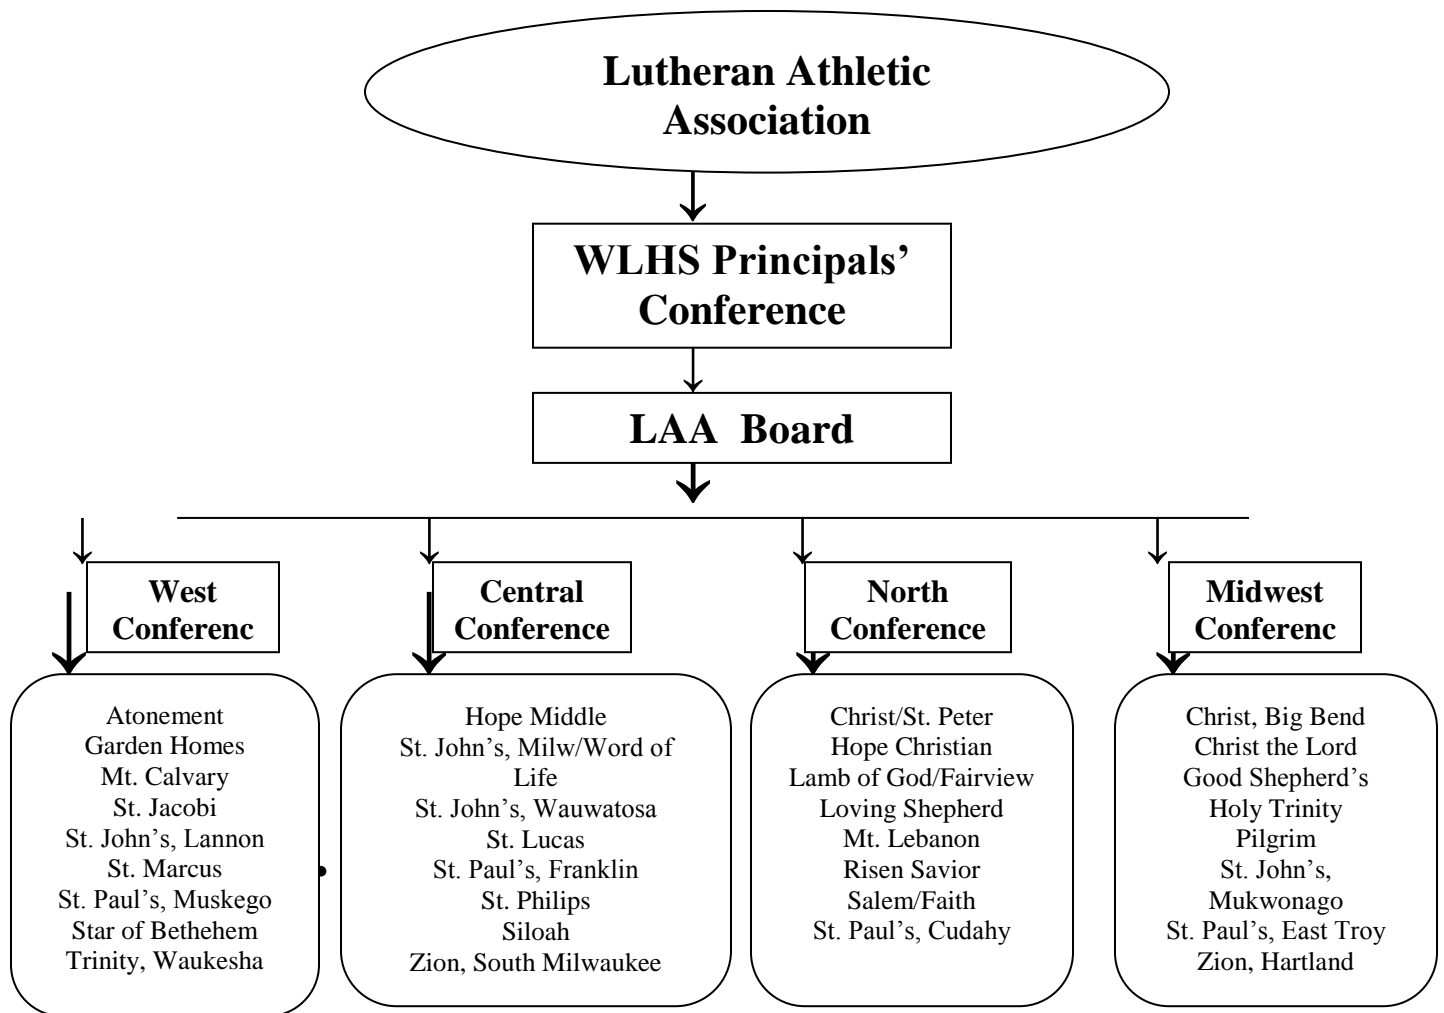 Lutheran Athletic
Association
WLHS Principals’
Conference
LAA Board
West
Conferenc
Central
Conference
North
Conference
Midwest
Conferenc
Atonement
Garden Homes
Mt. Calvary
St. Jacobi
St. John’s, Lannon
St. Marcus
St. Paul’s, Muskego
Star of Bethehem
Trinity, Waukesha
Hope Middle
St. John’s, Milw/Word of
Life
St. John’s, Wauwatosa
St. Lucas
St. Paul’s, Franklin
St. Philips
Siloah
Zion, South Milwaukee
Christ/St. Peter
Hope Christian
Lamb of God/Fairview
Loving Shepherd
Mt. Lebanon
Risen Savior
Salem/Faith
St. Paul’s, Cudahy
Christ, Big Bend
Christ the Lord
Good Shepherd’s
Holy Trinity
Pilgrim
St. John’s,
Mukwonago
St. Paul’s, East Troy
Zion, Hartland